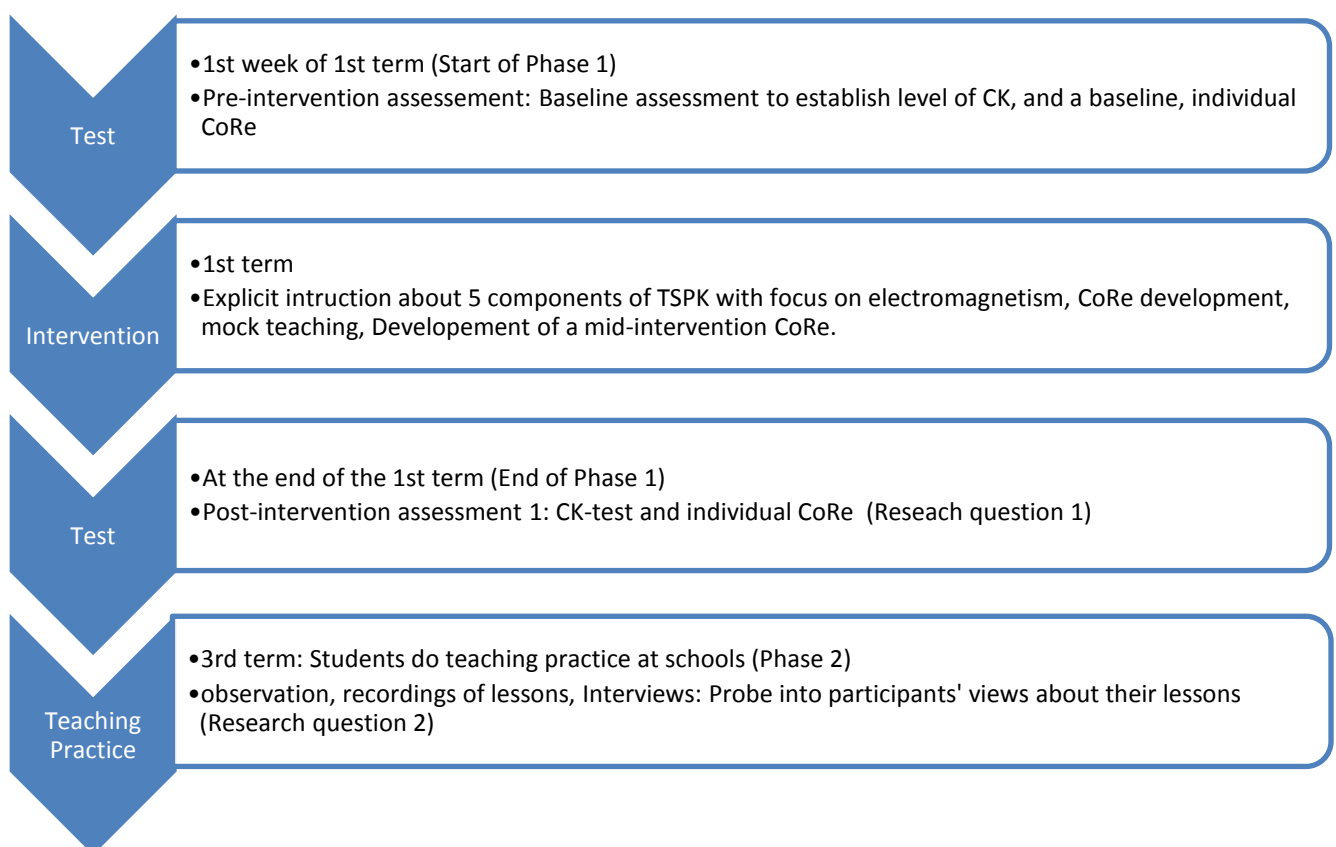 Test
•1st week of 1st term (Start of Phase 1)
•Pre-intervention assessement: Baseline assessment to establish level of CK, and a baseline, individual
CoRe
Intervention
•1st term
•Explicit intruction about 5 components of TSPK with focus on electromagnetism, CoRe development,
mock teaching, Developement of a mid-intervention CoRe.
Test
•At the end of the 1st term (End of Phase 1)
•Post-intervention assessment 1: CK-test and individual CoRe (Reseach question 1)
Teaching
Practice
•3rd term: Students do teaching practice at schools (Phase 2)
•observation, recordings of lessons, Interviews: Probe into participants' views about their lessons
(Research question 2)